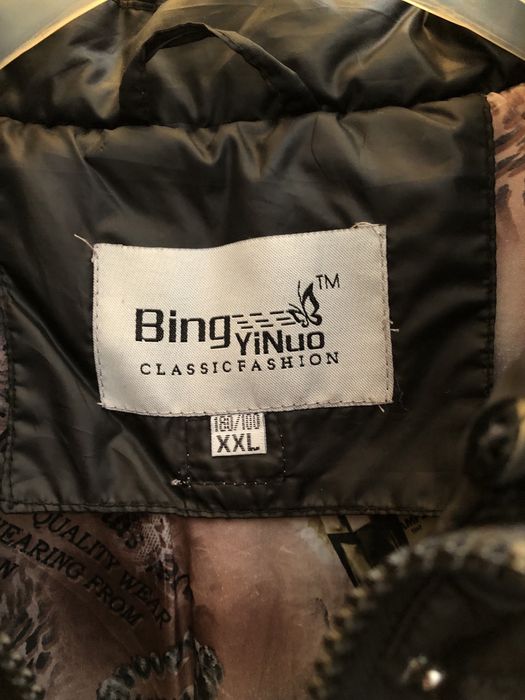 Bing YiNuo TM
CLASSICFASHION
180/100
XXL
QUALITY WEAR
WEARING FROM